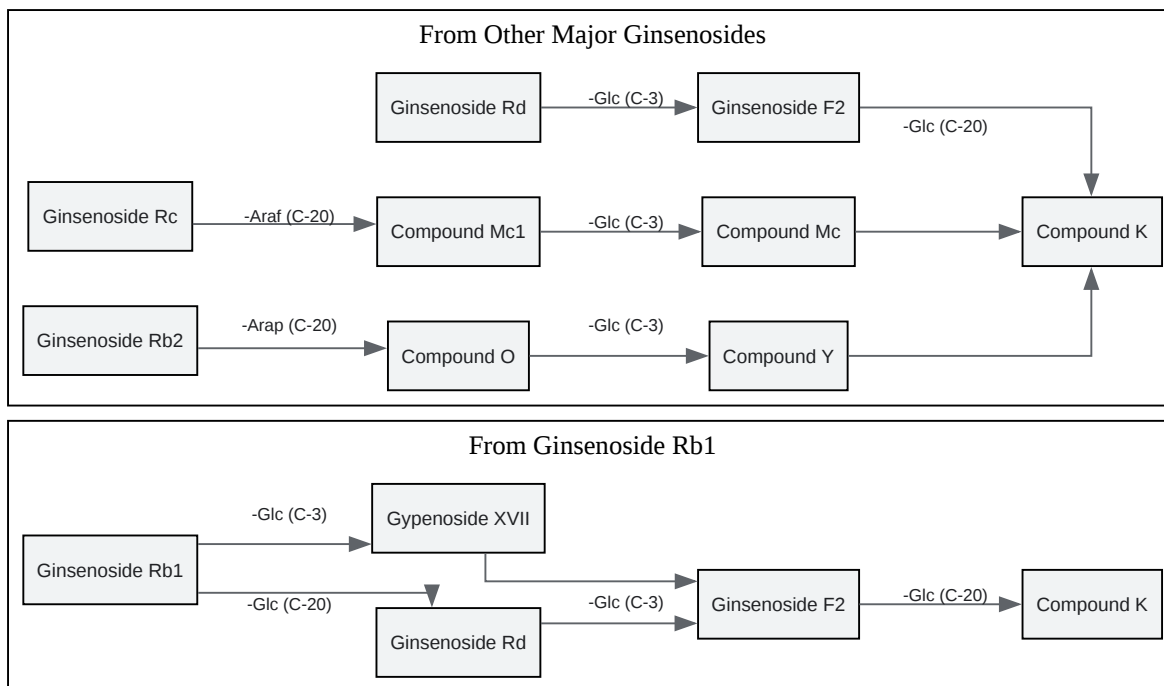 From Other Major Ginsenosides
Ginsenoside Rd
-Glc (C-3)
Ginsenoside F2
-Glc (C-20)
Ginsenoside Rc
-Araf (C-20)
Compound Mc1
-Glc (C-3)
Compound Mc
Compound K
Ginsenoside Rb2
-Arap (C-20)
Compound O
-Glc (C-3)
Compound Y
From Ginsenoside Rb1
Ginsenoside Rb1
-Glc (C-3)
Gypenoside XVII
-Glc (C-20)
Ginsenoside Rd
-Glc (C-3)
Ginsenoside F2
-Glc (C-20)
Compound K